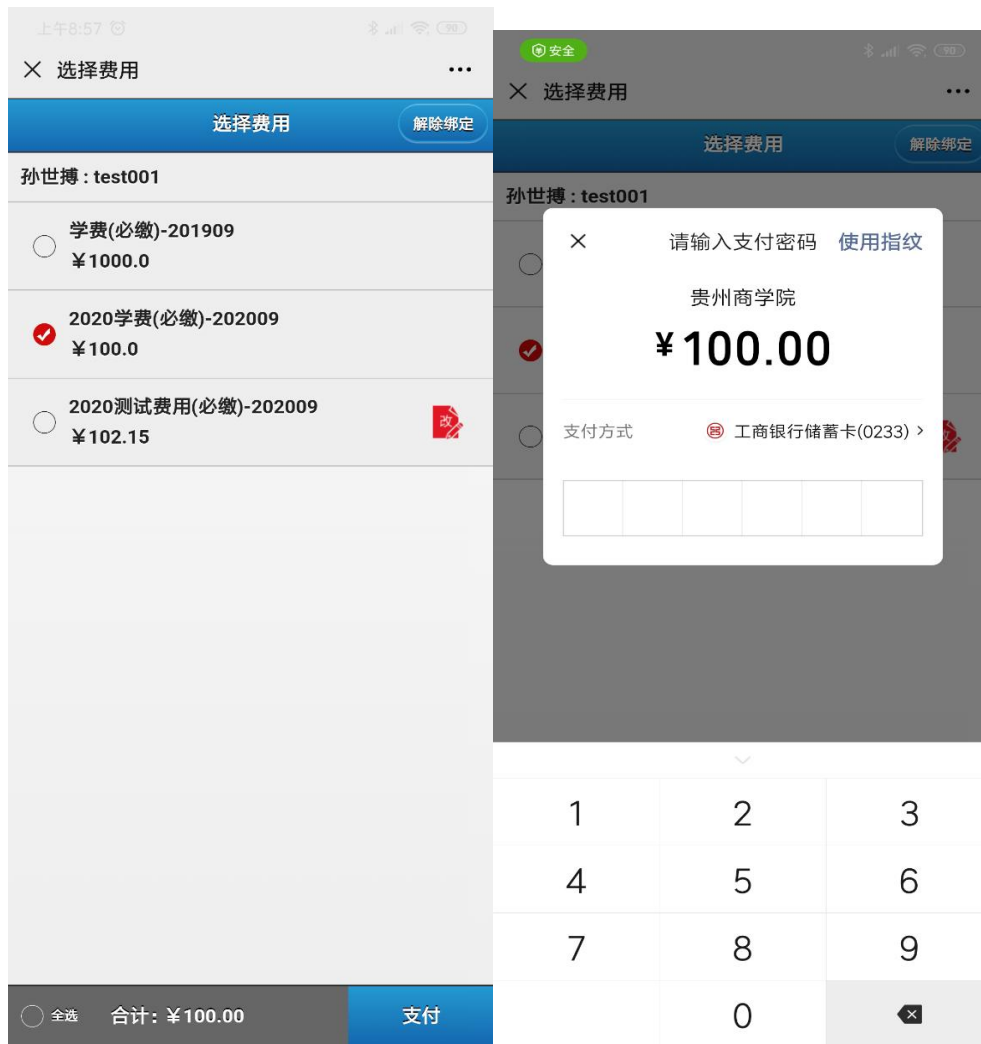 上午8:57
90
选择费用
选择费用
解除绑定
孙世搏 : test001
学费(必缴)-201909
￥1000.0
2020学费(必缴)-202009
￥100.0
2020测试费用(必缴)-202009
￥102.15
改
全选
合计: ￥100.00
支付
安全
90
选择费用
选择费用
解除绑定
孙世搏 : test001
请输入支付密码
使用指纹
贵州商学院
¥100.00
支付方式
工商银行储蓄卡(0233)
1 2 3
4 5 6
7 8 9
0